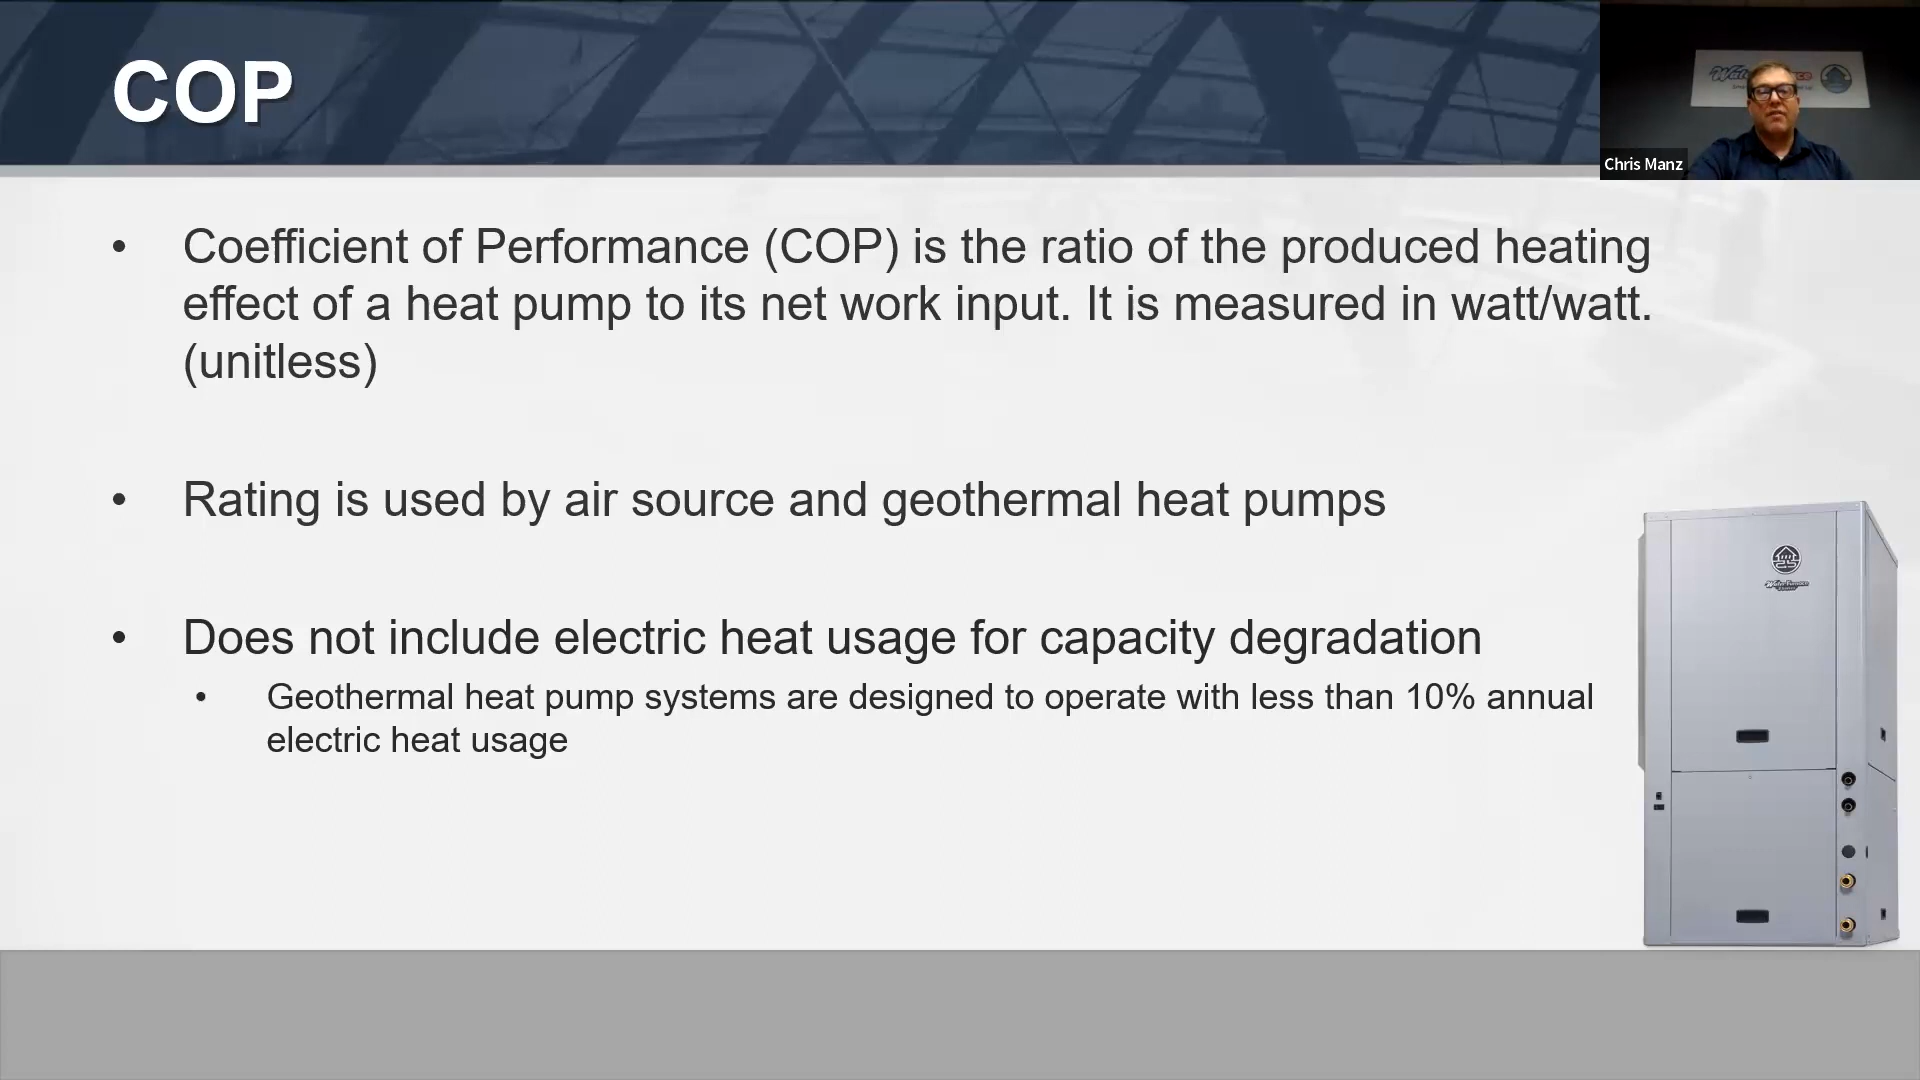 COP
Chris Manz
• Coefficient of Performance (COP) is the ratio of the produced heating
effect of a heat pump to its net work input. It is measured in watt/watt.
(unitless)
• Rating is used by air source and geothermal heat pumps
• Does not include electric heat usage for capacity degradation
• Geothermal heat pump systems are designed to operate with less than 10% annual
electric heat usage
WaterFurnace